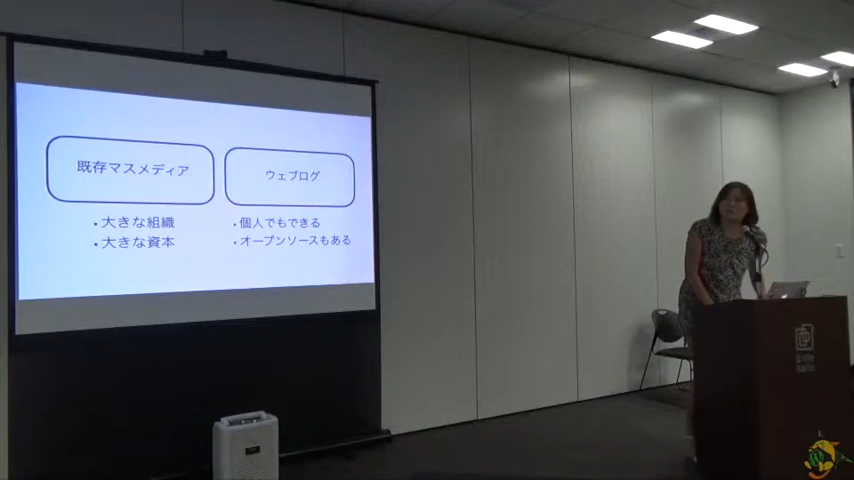 既存マスメディア
ウェブログ
・大きな組織
・大きな資本
・個人でもできる
・オープンソースもある